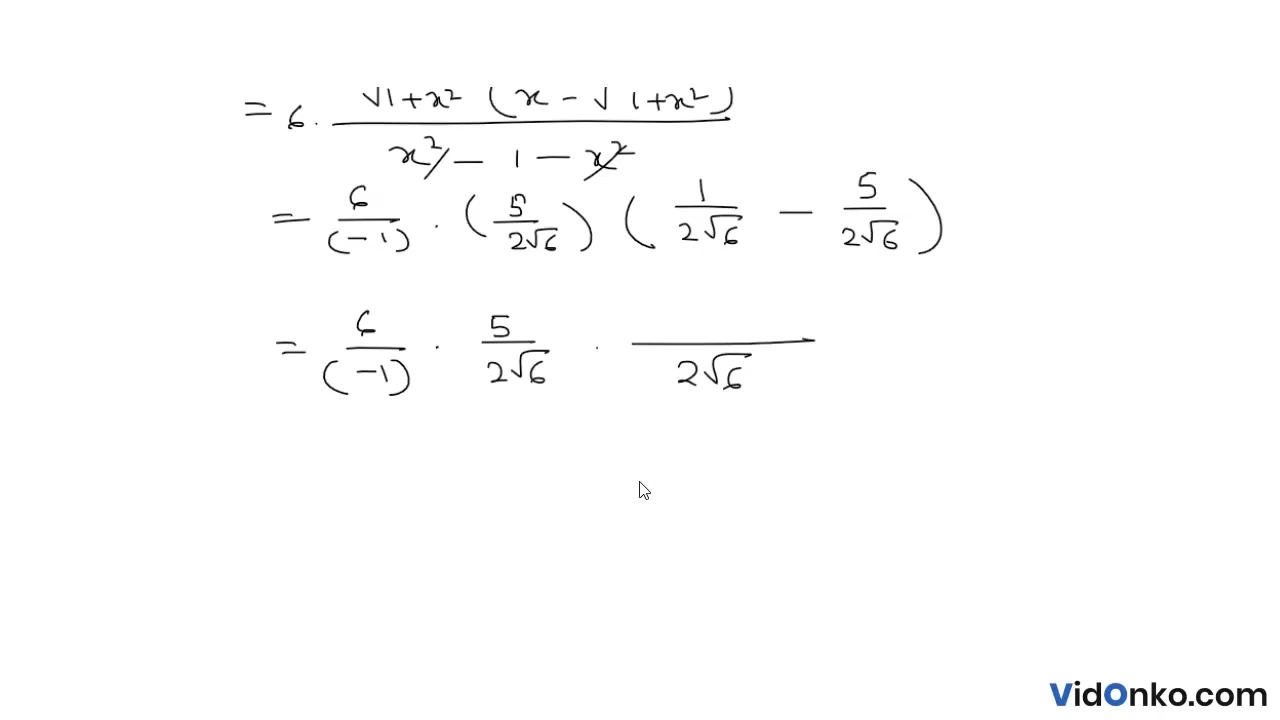 = 6 · √1+x² (x - √1+x²) / x² - 1 - x²
= 6/(-1) · (5/2√6) (1/2√6 - 5/2√6)
= 6/(-1) · 5/2√6 · /2√6
VidOnko.com